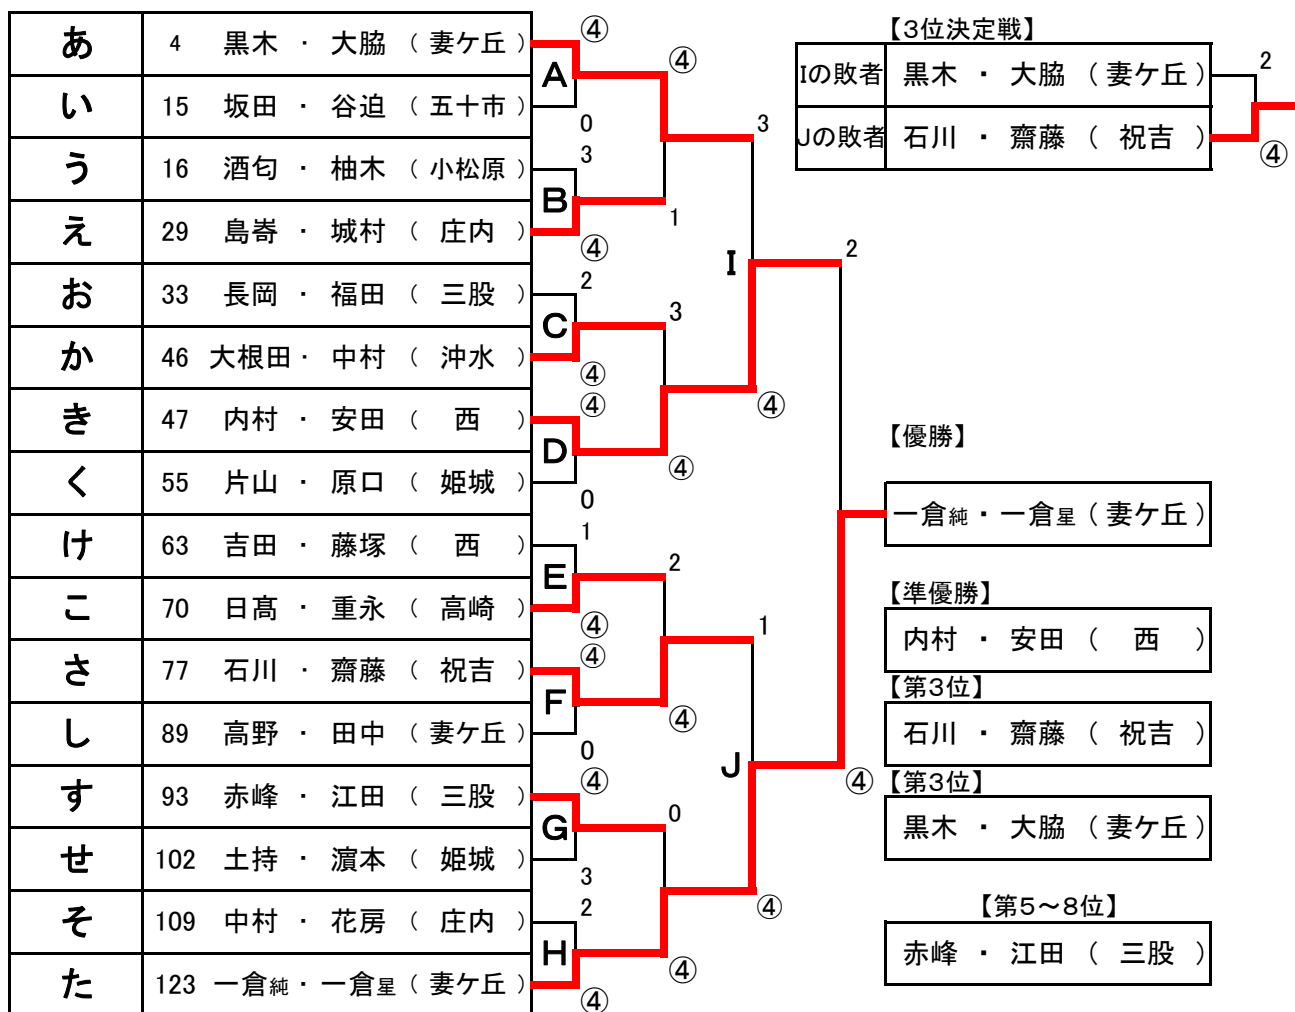 あ 4 黒木 ・ 大脇 ( 妻ケ丘 )
い 15 坂田 ・ 谷迫 ( 五十市 )
う 16 酒匂 ・ 柚木 ( 小松原 )
え 29 島嵜 ・ 城村 ( 庄内 )
お 33 長岡 ・ 福田 ( 三股 )
か 46 大根田 ・ 中村 ( 沖水 )
き 47 内村 ・ 安田 ( 西 )
く 55 片山 ・ 原口 ( 姫城 )
け 63 吉田 ・ 藤塚 ( 西 )
こ 70 日髙 ・ 重永 ( 高崎 )
さ 77 石川 ・ 齋藤 ( 祝吉 )
し 89 高野 ・ 田中 ( 妻ケ丘 )
す 93 赤峰 ・ 江田 ( 三股 )
せ 102 土持 ・ 濵本 ( 姫城 )
そ 109 中村 ・ 花房 ( 庄内 )
た 123 一倉純 ・ 一倉星 ( 妻ケ丘 )
④
A
0
3
B
④
2
C
④
④
D
0
1
E
④
④
F
0
④
G
3
2
H
④
④
1
3
④
2
④
0
④
3
I
④
1
J
④
2
④
【3位決定戦】
Iの敗者 黒木 ・ 大脇 ( 妻ケ丘 ) 2
Jの敗者 石川 ・ 齋藤 ( 祝吉 ) ④
【優勝】
一倉純 ・ 一倉星 ( 妻ケ丘 )
【準優勝】
内村 ・ 安田 ( 西 )
【第3位】
石川 ・ 齋藤 ( 祝吉 )
【第3位】
黒木 ・ 大脇 ( 妻ケ丘 )
【第5～8位】
赤峰 ・ 江田 ( 三股 )